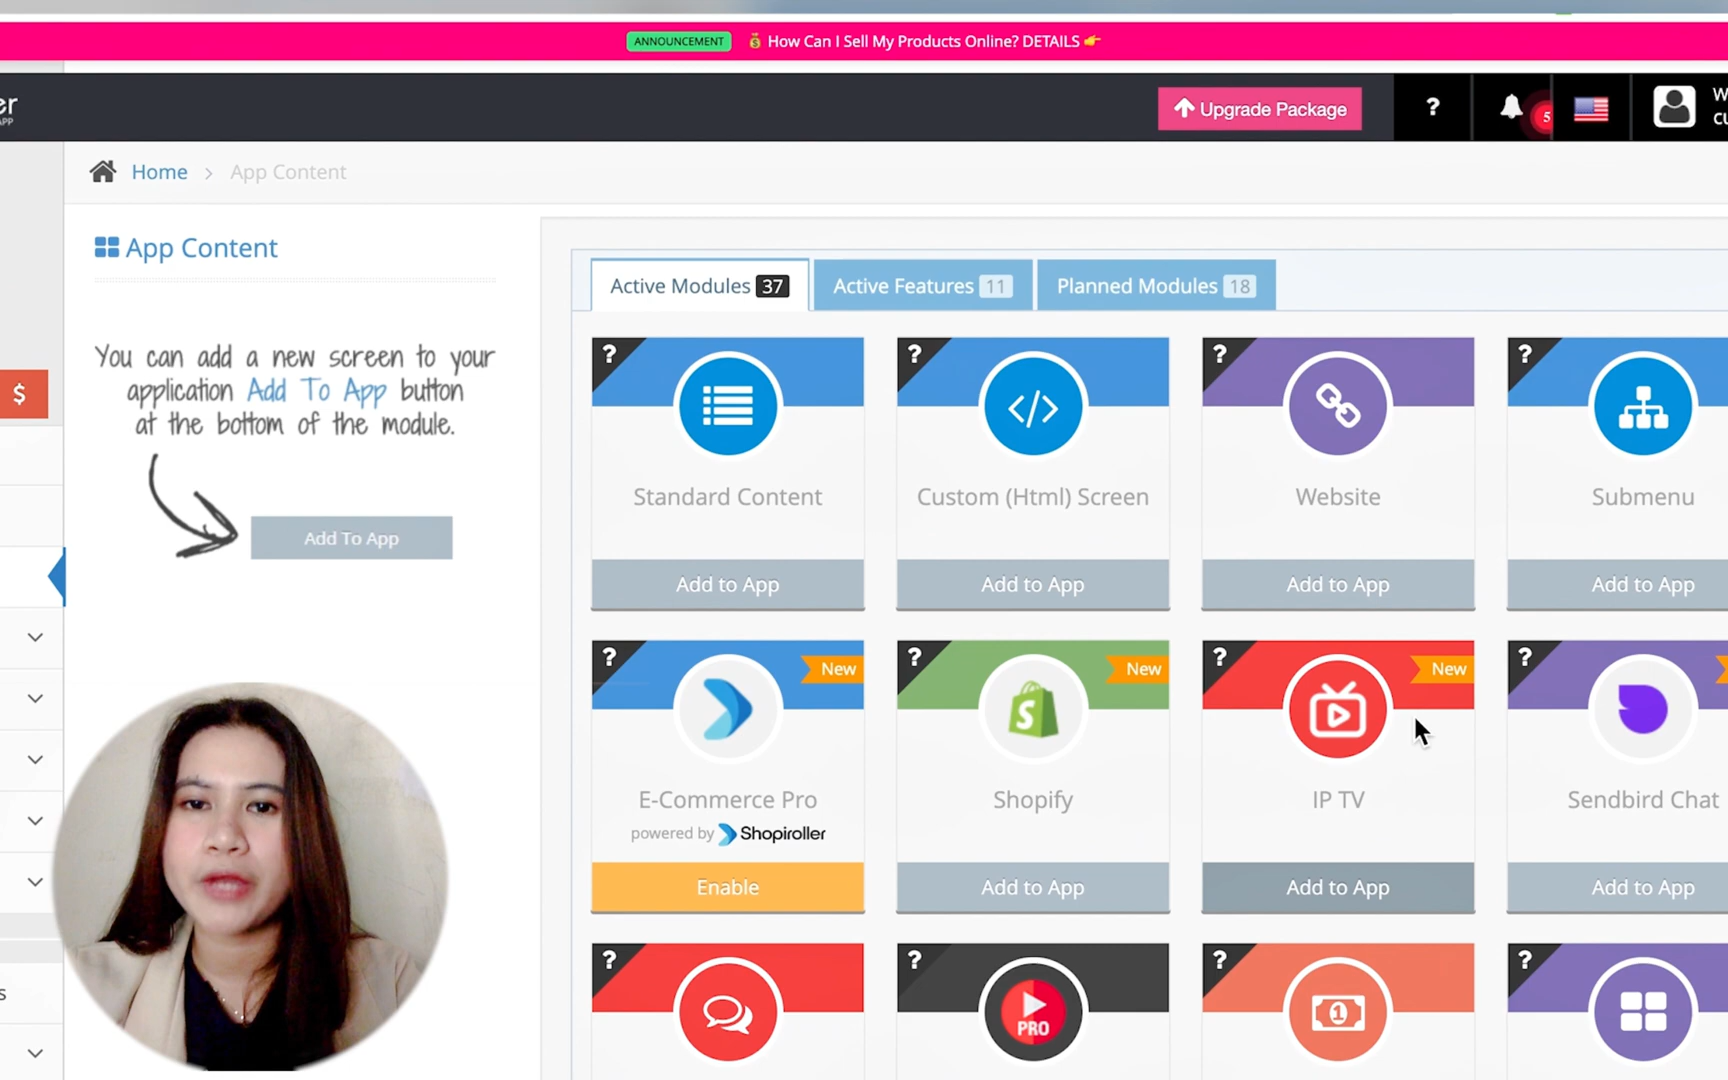 ANNOUNCEMENT 💰 How Can I Sell My Products Online? DETAILS 👉
er
APP
Upgrade Package
?
5
W
cu
Home > App Content
App Content
You can add a new screen to your
application Add To App button
at the bottom of the module.
Add To App
$
s
Active Modules 37
Active Features 11
Planned Modules 18
?
Standard Content
Add to App
?
Custom (Html) Screen
Add to App
?
Website
Add to App
?
Submenu
Add to App
?
New
E-Commerce Pro
powered by Shopiroller
Enable
?
New
S
Shopify
Add to App
?
New
IP TV
Add to App
?
Sendbird Chat
Add to App
?
?
PRO
?
1
?